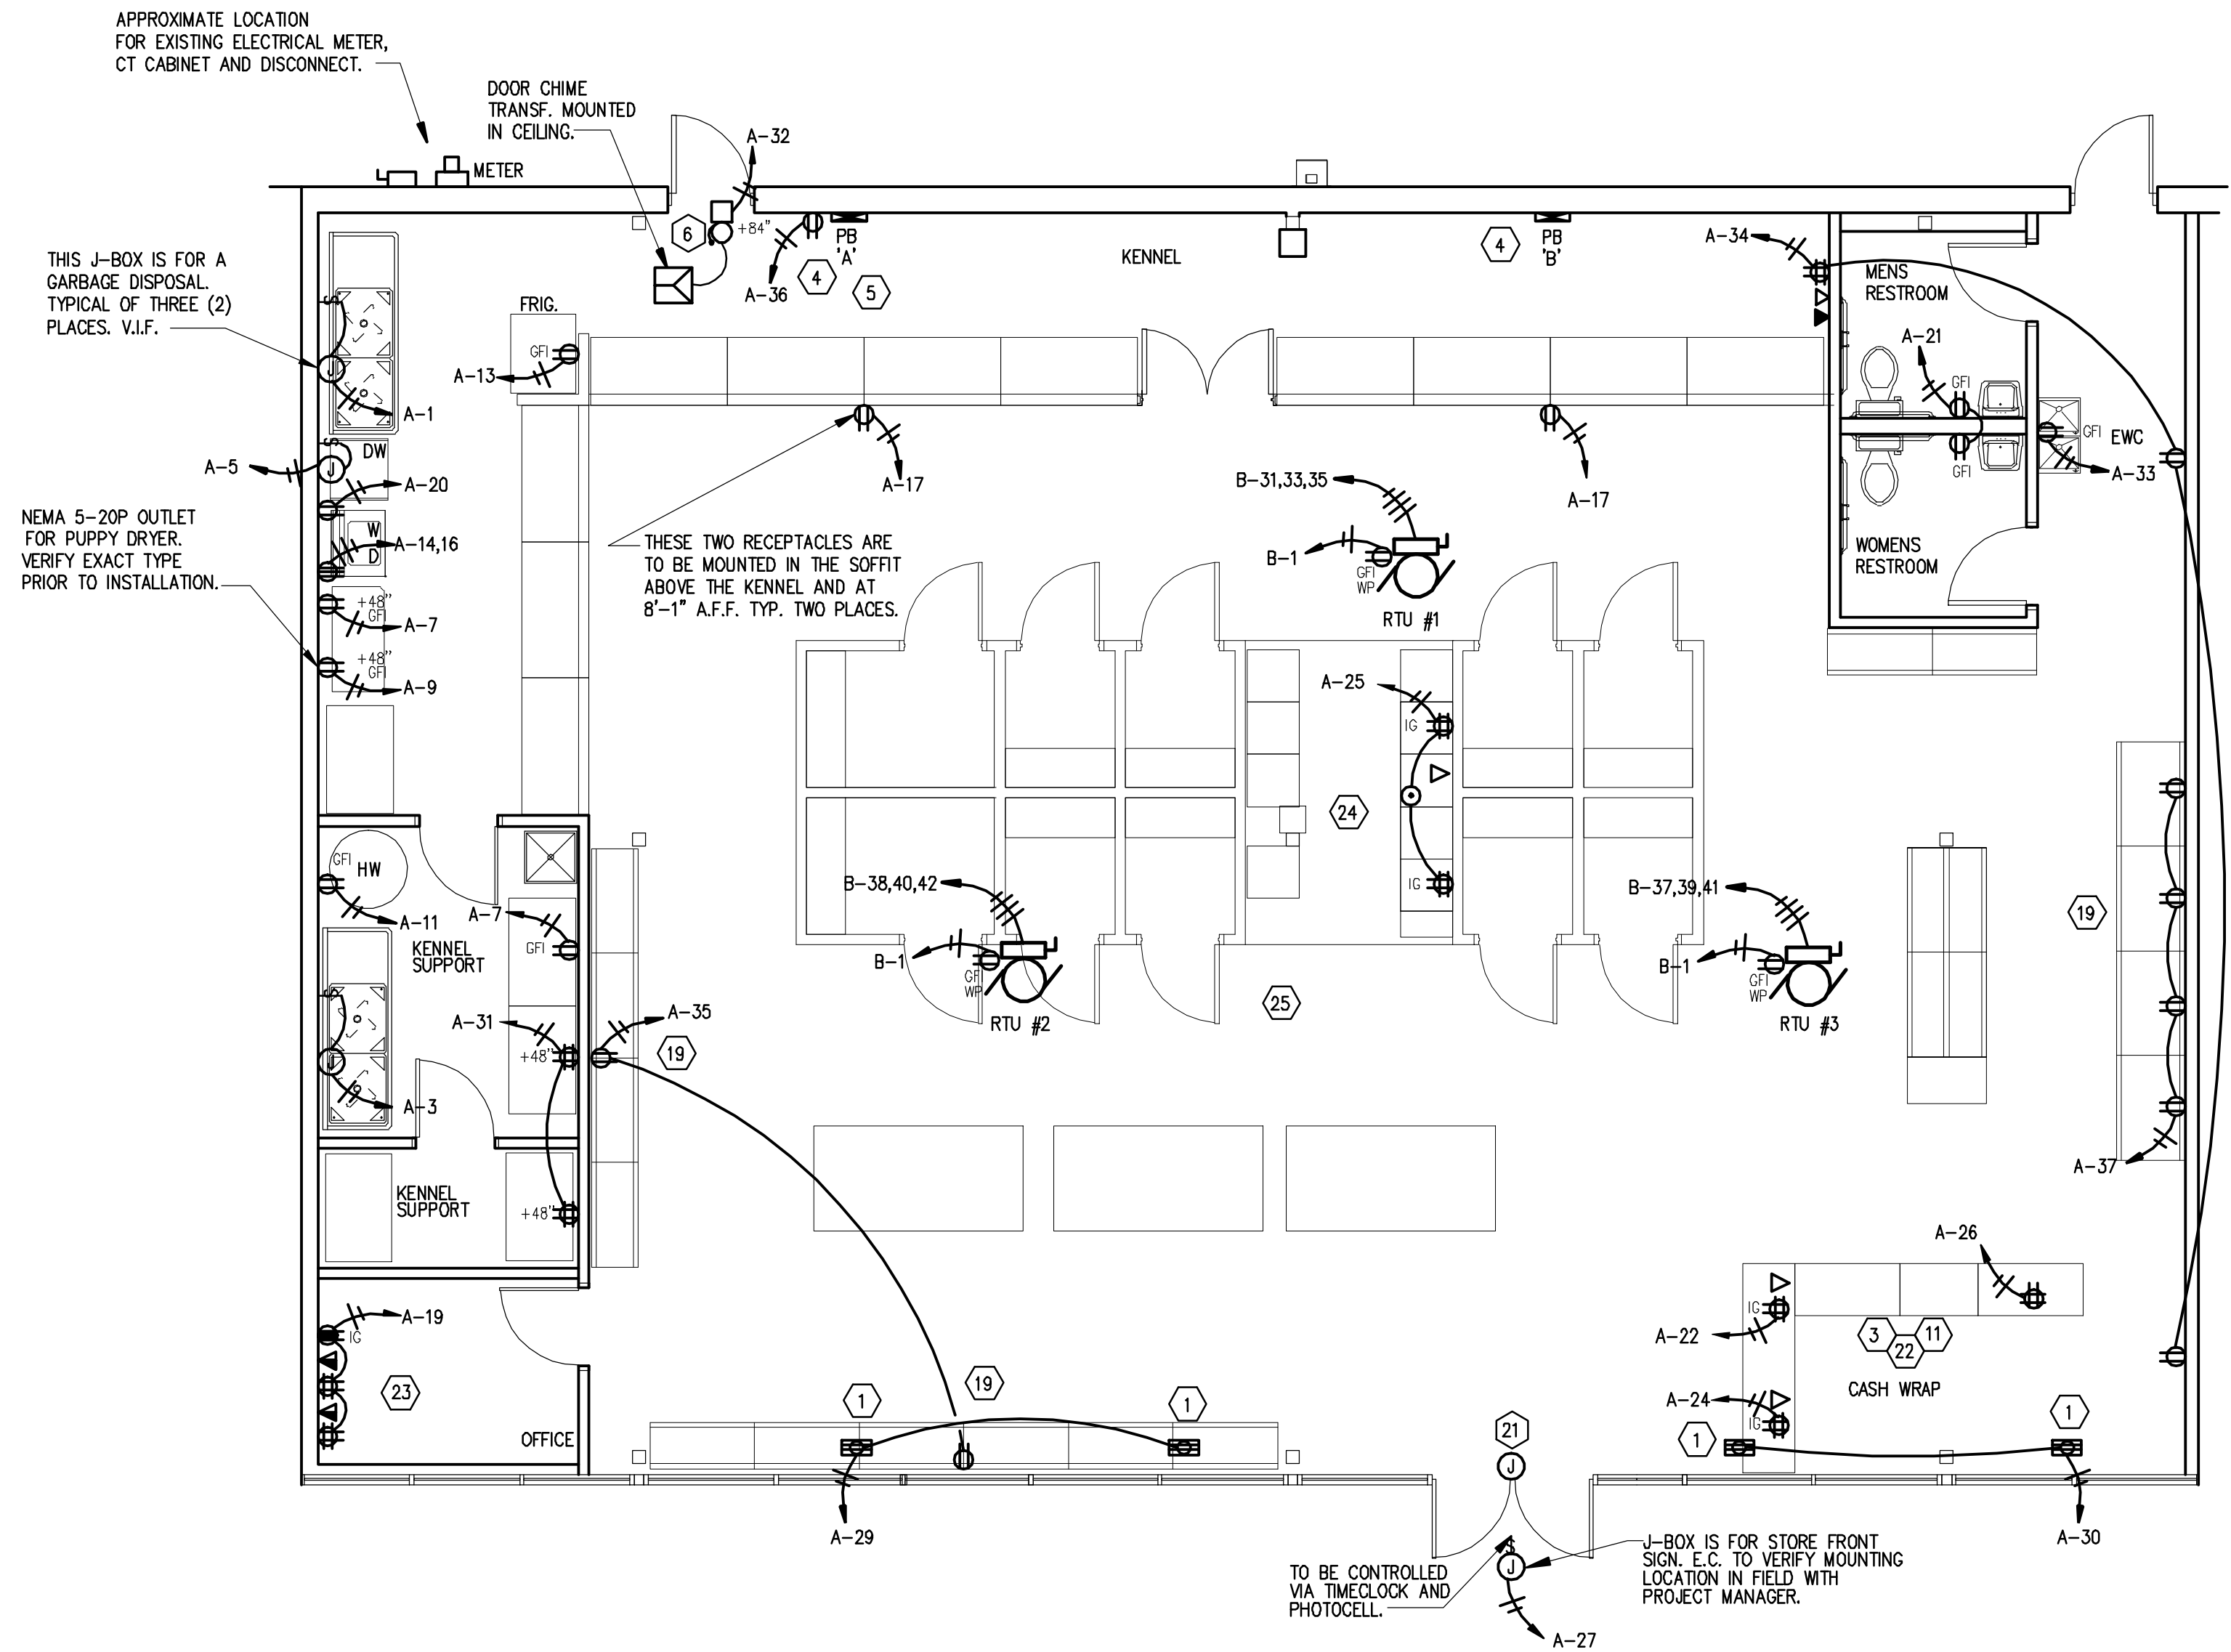 APPROXIMATE LOCATION
FOR EXISTING ELECTRICAL METER,
CT CABINET AND DISCONNECT.
DOOR CHIME
TRANSF. MOUNTED
IN CEILING.
METER
A-32
6
+84"
A-36
4
PB
'A'
5
KENNEL
4
PB
'B'
A-34
MENS
RESTROOM
THIS J-BOX IS FOR A
GARBAGE DISPOSAL.
TYPICAL OF THREE (2)
PLACES. V.I.F.
S
J
A-1
FRIG.
GFI
A-13
A-21
GFI
GFI
GFI
EWC
A-33
S
DW
J
A-5
A-20
A-17
A-17
NEMA 5-20P OUTLET
FOR PUPPY DRYER.
VERIFY EXACT TYPE
PRIOR TO INSTALLATION.
W
D
A-14,16
+48"
GFI
A-7
+48"
GFI
A-9
THESE TWO RECEPTACLES ARE
TO BE MOUNTED IN THE SOFFIT
ABOVE THE KENNEL AND AT
8'-1" A.F.F. TYP. TWO PLACES.
B-31,33,35
B-1
GFI
WP
RTU #1
WOMENS
RESTROOM
A-25
IG
24
IG
GFI
HW
A-11
A-7
GFI
KENNEL
SUPPORT
B-38,40,42
B-1
GFI
WP
RTU #2
25
B-37,39,41
B-1
GFI
WP
RTU #3
19
S
J
A-3
A-31
+48"
A-35
19
A-37
KENNEL
SUPPORT
+48"
A-26
A-19
IG
23
OFFICE
IG
A-22
3
11
22
CASH WRAP
A-24
IG
1
19
1
21
J
1
1
A-29
A-30
$
J
TO BE CONTROLLED
VIA TIMECLOCK AND
PHOTOCELL.
J-BOX IS FOR STORE FRONT
SIGN. E.C. TO VERIFY MOUNTING
LOCATION IN FIELD WITH
PROJECT MANAGER.
A-27